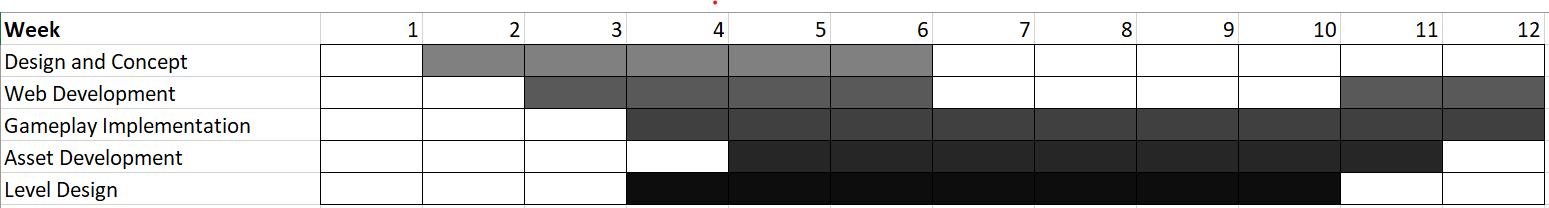 Week 1 2 3 4 5 6 7 8 9 10 11 12
Design and Concept
Web Development
Gameplay Implementation
Asset Development
Level Design